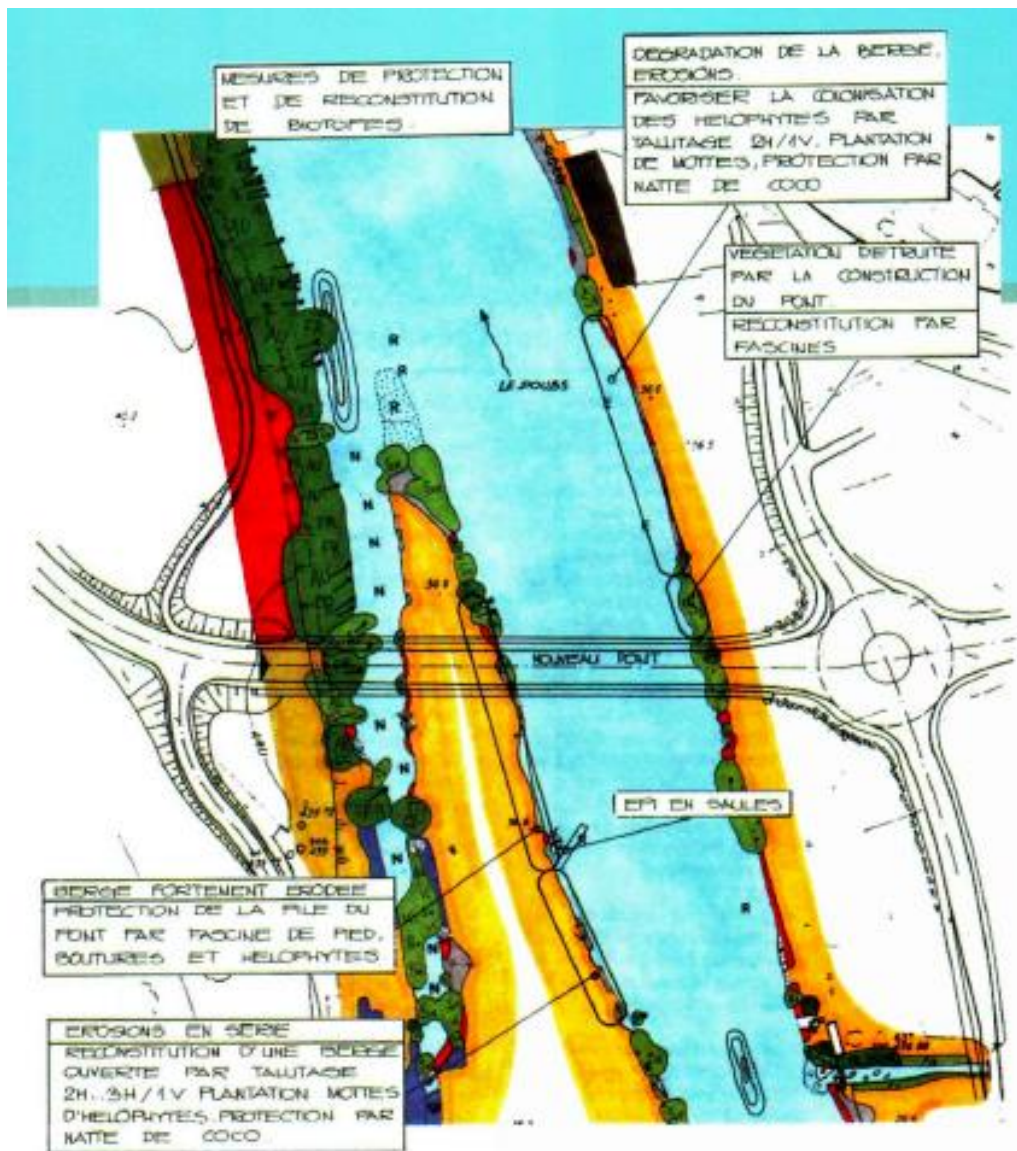 MESURES DE PROTECTION
ET DE RECONSTITUTION
DE BIOTOPES.
DEGRADATION DE LA BERGE,
EROSIONS.
FAVORISER LA COLONISATION
DES HELOPHYTES PAR
TALUTAGE 2H/1V, PLANTATION
DE MOTTES, PROTECTION PAR
NATTE DE COCO
VEGETATION DETRUITE
PAR LA CONSTRUCTION
DU PONT.
RECONSTITUTION PAR
FASCINES
LE DOUBS
R
R
R
N
N
N
N
NOUVEAU PONT
N
N
N
EPI EN SAULES
R
N
N
BERGE FORTEMENT ERODEE
PROTECTION DE LA PILE DU
PONT PAR FASCINE DE PIED,
BOUTURES ET HELOPHYTES
EROSIONS EN SERIE
RECONSTITUTION D'UNE BERGE
OUVERTE PAR TALUTAGE
2H..3H/1V PLANTATION MOTTES
D'HELOPHYTES. PROTECTION PAR
NATTE DE COCO